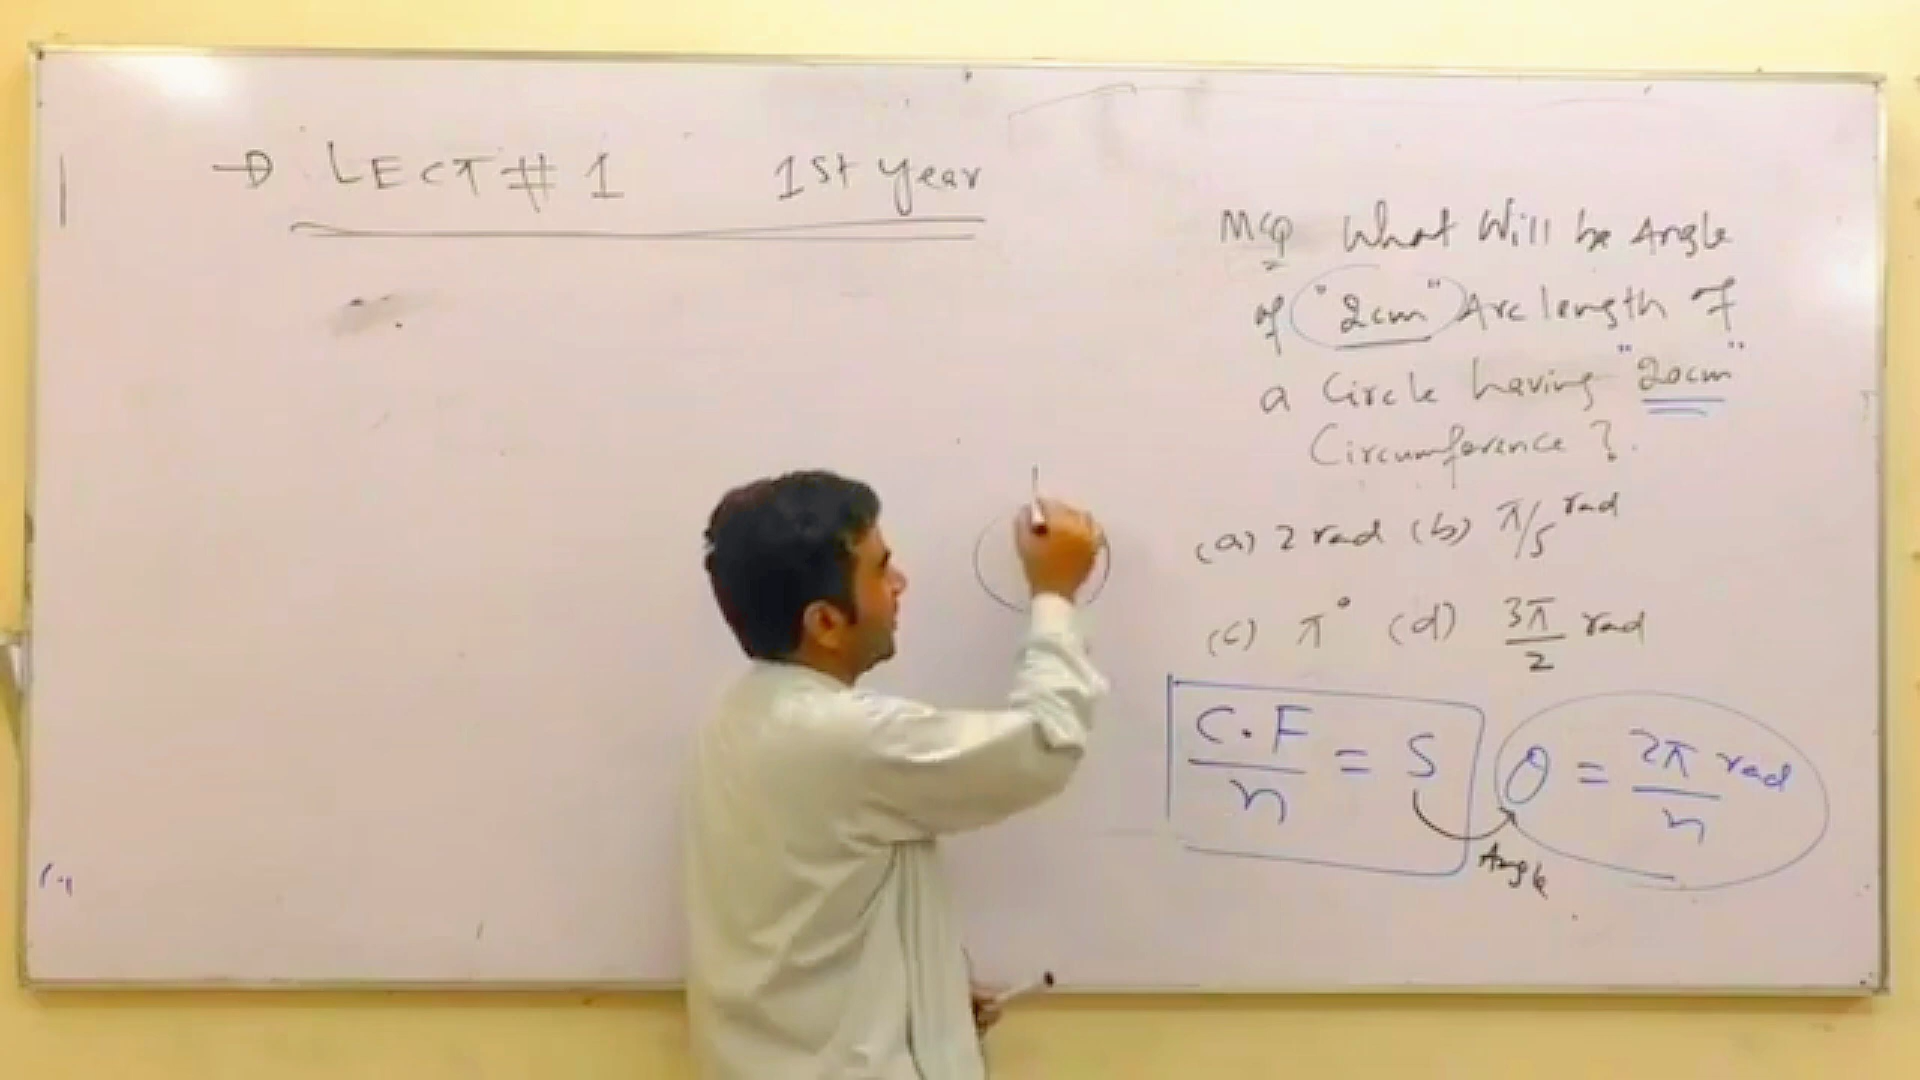 LECT # 1 1st year
MCQ What Will be Angle
of "2cm" Arc length of
a Circle having "20cm"
Circumference ?
(a) 2 rad (b) π/5 rad
(c) π° (d) 3π/2 rad
C.F/n = S θ = 2π/n rad
Angle